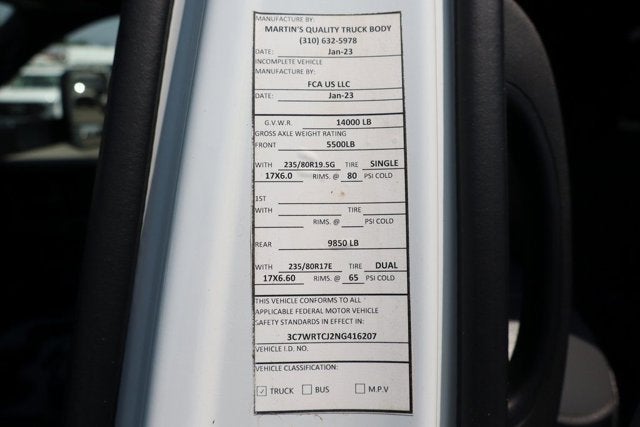 MANUFACTURE BY:
MARTIN'S QUALITY TRUCK BODY
(310) 632-5978
DATE: Jan-23
INCOMPLETE VEHICLE
MANUFACTURE BY:
FCA US LLC
DATE: Jan-23
G.V.W.R. 14000 LB
GROSS AXLE WEIGHT RATING
FRONT 5500LB
WITH 235/80R19.5G TIRE SINGLE
17X6.0 RIMS. @ 80 PSI COLD
1ST
WITH TIRE
RIMS. @ PSI COLD
REAR 9850 LB
WITH 235/80R17E TIRE DUAL
17X6.60 RIMS. @ 65 PSI COLD
THIS VEHICLE CONFORMS TO ALL
APPLICABLE FEDERAL MOTOR VEHICLE
SAFETY STANDARDS IN EFFECT IN:
3C7WRTCJ2NG416207
VEHICLE I.D. NO.
VEHICLE CLASSIFICATION:
☑ TRUCK ☐ BUS ☐ M.P.V